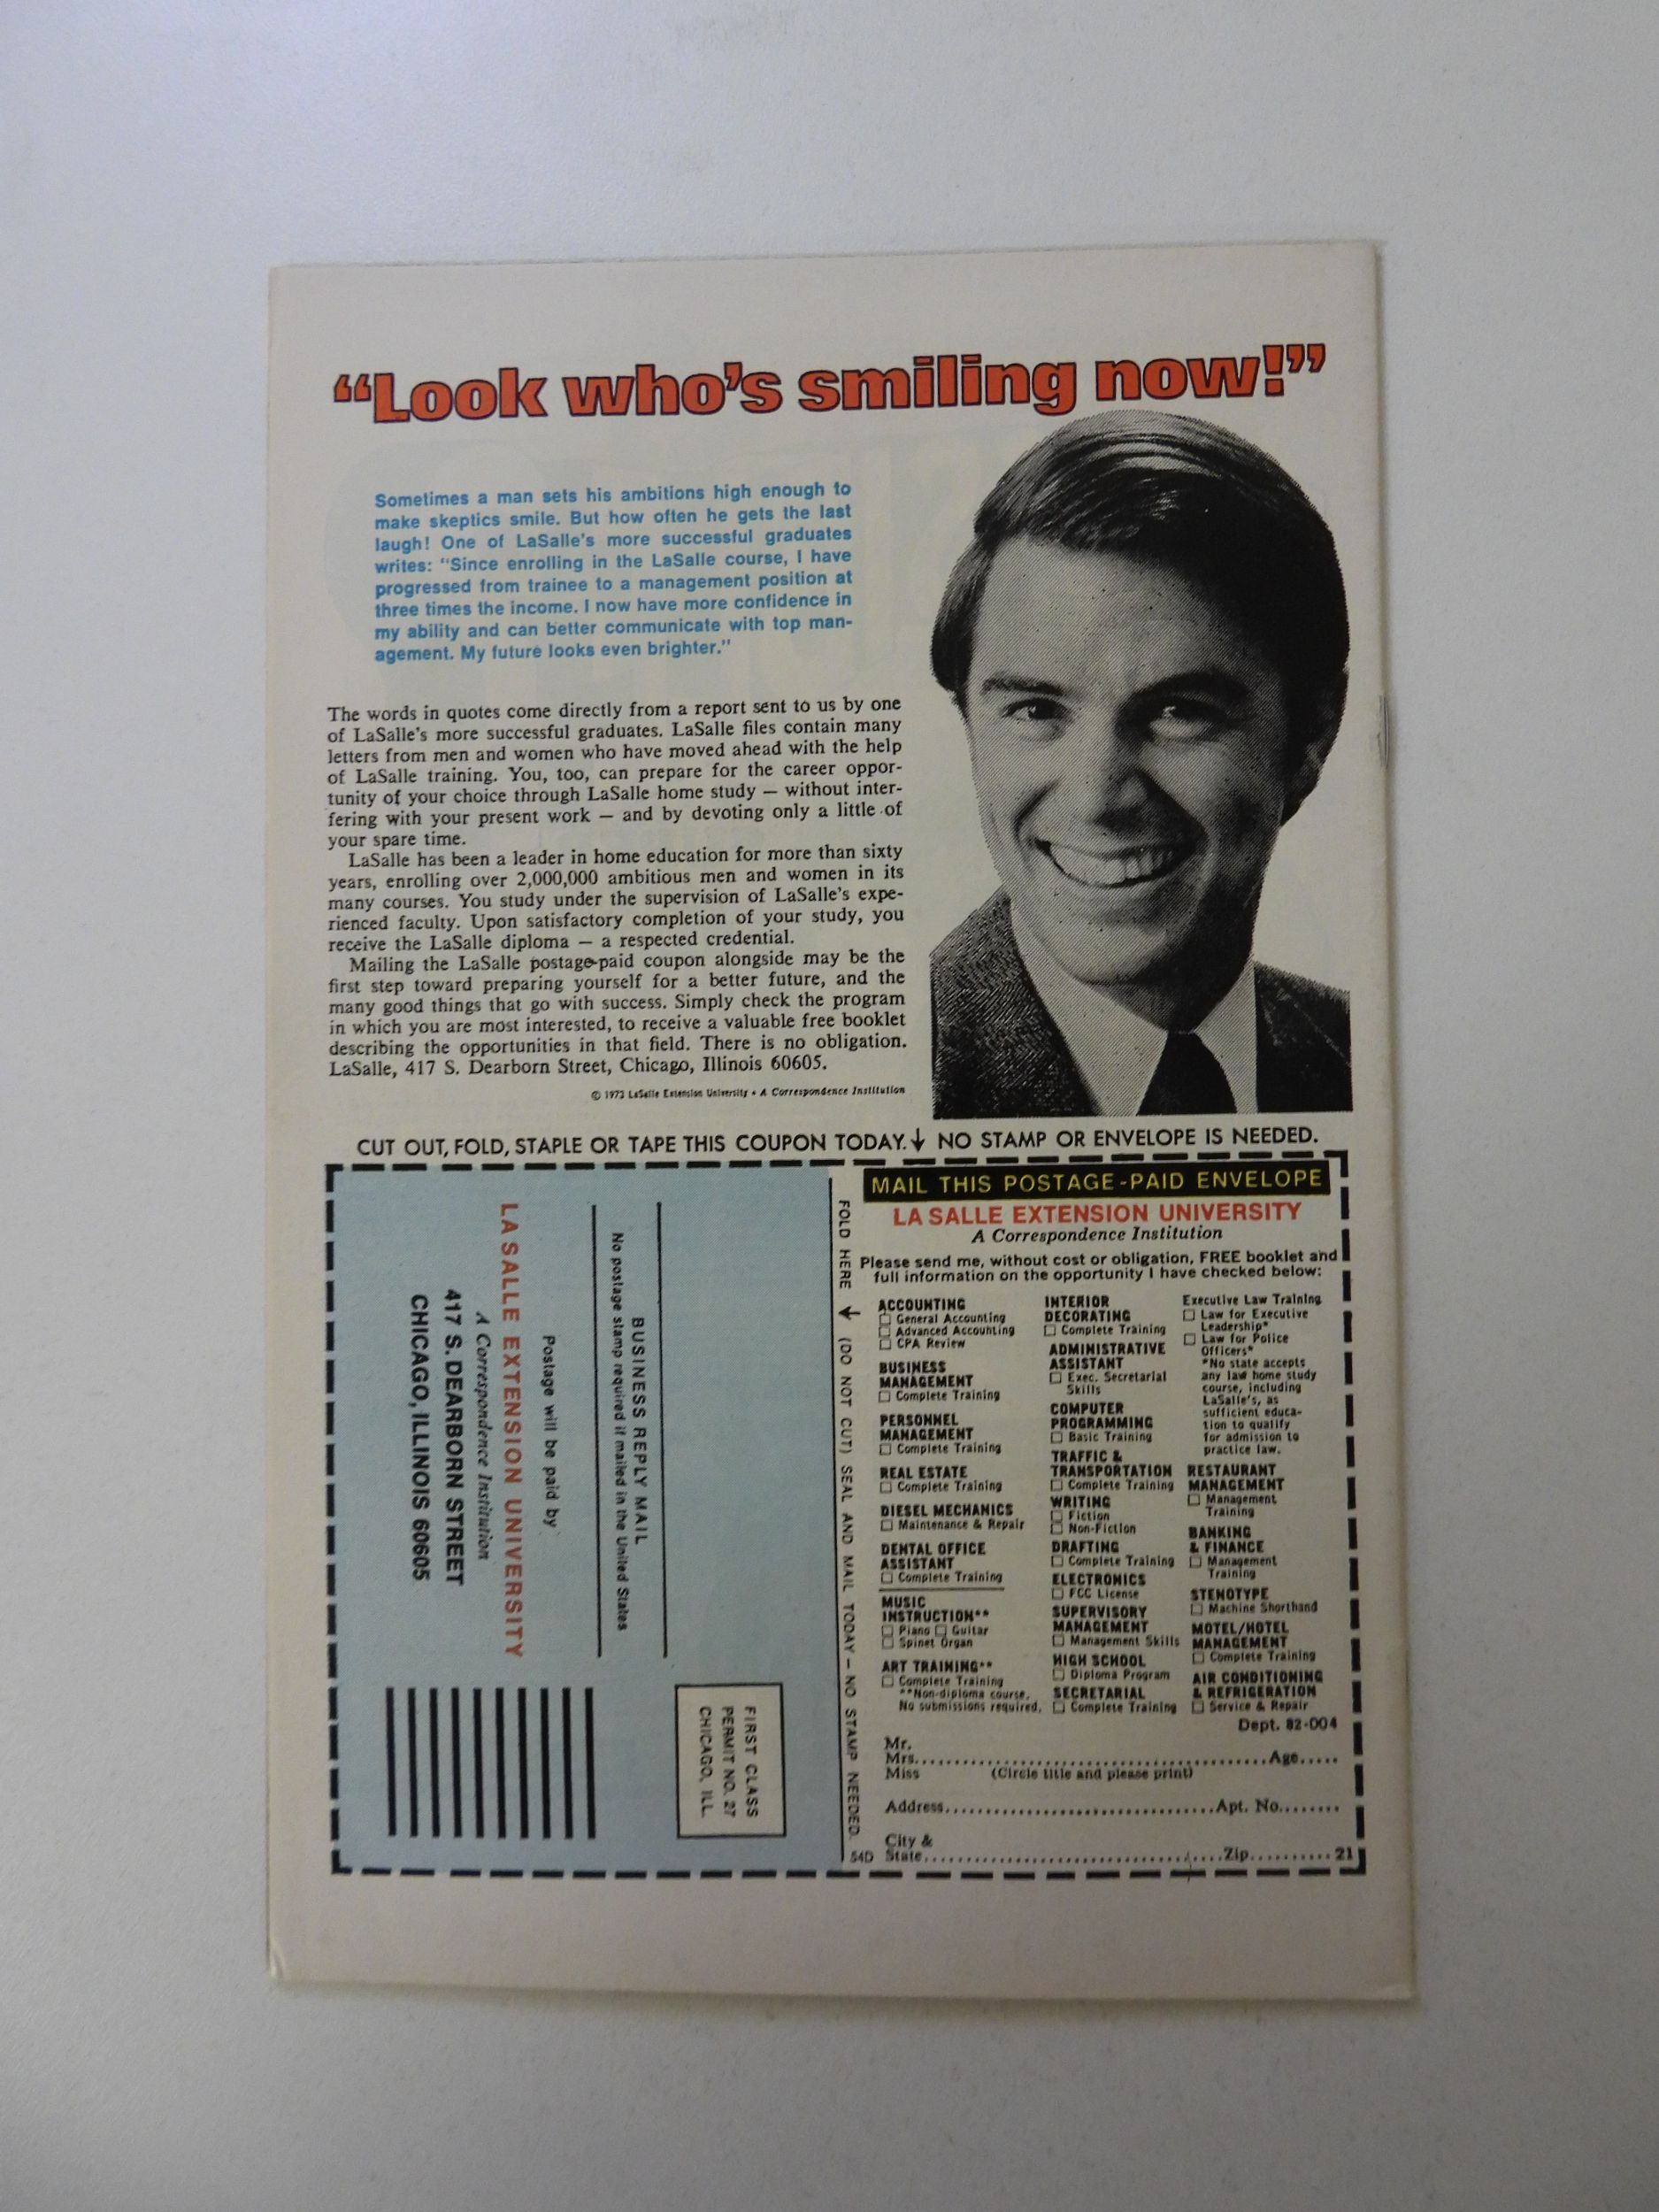 “Look who’s smiling now!”
Sometimes a man sets his ambitions high enough to
make skeptics smile. But how often he gets the last
laugh! One of LaSalle's more successful graduates
writes: "Since enrolling in the LaSalle course, I have
progressed from trainee to a management position at
three times the income. I now have more confidence in
my ability and can better communicate with top man-
agement. My future looks even brighter."
The words in quotes come directly from a report sent to us by one
of LaSalle's more successful graduates. LaSalle files contain many
letters from men and women who have moved ahead with the help
of LaSalle training. You, too, can prepare for the career oppor-
tunity of your choice through LaSalle home study — without inter-
fering with your present work — and by devoting only a little of
your spare time.
LaSalle has been a leader in home education for more than sixty
years, enrolling over 2,000,000 ambitious men and women in its
many courses. You study under the supervision of LaSalle's expe-
rienced faculty. Upon satisfactory completion of your study, you
receive the LaSalle diploma — a respected credential.
Mailing the LaSalle postage-paid coupon alongside may be the
first step toward preparing yourself for a better future, and the
many good things that go with success. Simply check the program
in which you are most interested, to receive a valuable free booklet
describing the opportunities in that field. There is no obligation.
LaSalle, 417 S. Dearborn Street, Chicago, Illinois 60605.
LaSalle Extension University • A Correspondence Institution
CUT OUT, FOLD, STAPLE OR TAPE THIS COUPON TODAY. ↓ NO STAMP OR ENVELOPE IS NEEDED.
FIRST CLASS
PERMIT NO. 27
CHICAGO, ILL.
BUSINESS REPLY MAIL
No postage stamp required if mailed in the United States
Postage will be paid by
LA SALLE EXTENSION UNIVERSITY
A Correspondence Institution
417 S. DEARBORN STREET
CHICAGO, ILLINOIS 60605
FOLD HERE ↓ (DO NOT CUT) SEAL AND MAIL TODAY — NO STAMP NEEDED.
54D
MAIL THIS POSTAGE-PAID ENVELOPE
LA SALLE EXTENSION UNIVERSITY
A Correspondence Institution
Please send me, without cost or obligation, FREE booklet and
full information on the opportunity I have checked below:
ACCOUNTING
☐ General Accounting
☐ Advanced Accounting
☐ CPA Review
BUSINESS
MANAGEMENT
☐ Complete Training
PERSONNEL
MANAGEMENT
☐ Complete Training
REAL ESTATE
☐ Complete Training
DIESEL MECHANICS
☐ Maintenance & Repair
DENTAL OFFICE
ASSISTANT
☐ Complete Training
MUSIC
INSTRUCTION**
☐ Piano ☐ Guitar
☐ Spinet Organ
ART TRAINING**
☐ Complete Training
**Non-diploma course.
No submissions required.
INTERIOR
DECORATING
☐ Complete Training
ADMINISTRATIVE
ASSISTANT
☐ Exec. Secretarial
Skills
COMPUTER
PROGRAMMING
☐ Basic Training
TRAFFIC &
TRANSPORTATION
☐ Complete Training
WRITING
☐ Fiction
☐ Non-Fiction
DRAFTING
☐ Complete Training
ELECTRONICS
☐ FCC License
SUPERVISORY
MANAGEMENT
☐ Management Skills
HIGH SCHOOL
☐ Diploma Program
SECRETARIAL
☐ Complete Training
Executive Law Training
☐ Law for Executive
Leadership*
☐ Law for Police
Officers*
*No state accepts
any law home study
course, including
LaSalle's, as
sufficient educa-
tion to qualify
for admission to
practice law.
RESTAURANT
MANAGEMENT
☐ Management
Training
BANKING
& FINANCE
☐ Management
Training
STENOTYPE
☐ Machine Shorthand
MOTEL/HOTEL
MANAGEMENT
☐ Complete Training
AIR CONDITIONING
& REFRIGERATION
☐ Service & Repair
Dept. 82-004
Mr.
Mrs. Age
Miss (Circle title and please print)
Address Apt. No.
City &
State Zip 21